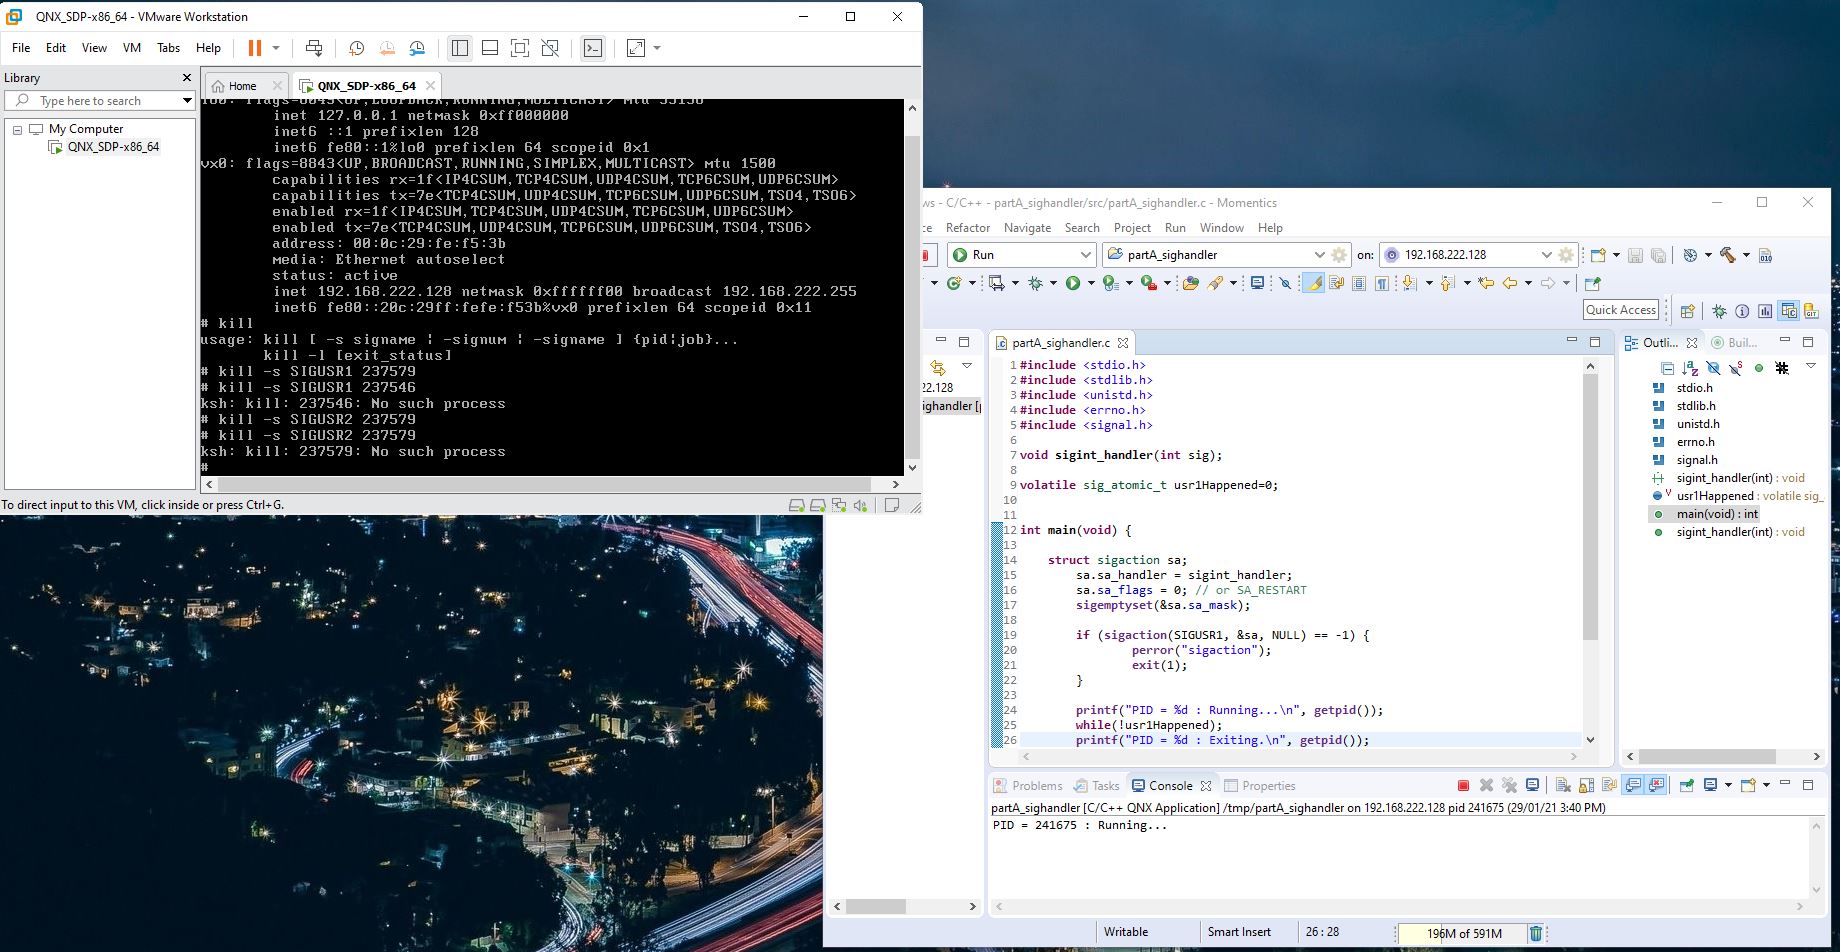 QNX_SDP-x86_64 - VMware Workstation
File Edit View VM Tabs Help
Library
Type here to search
My Computer
QNX_SDP-x86_64
Home
QNX_SDP-x86_64
inet 127.0.0.1 netmask 0xff000000
inet6 ::1 prefixlen 128
inet6 fe80::1%lo0 prefixlen 64 scopeid 0x1
vx0: flags=8843<UP,BROADCAST,RUNNING,SIMPLEX,MULTICAST> mtu 1500
capabilities rx=1f<IP4CSUM,TCP4CSUM,UDP4CSUM,TCP6CSUM,UDP6CSUM>
capabilities tx=7e<TCP4CSUM,UDP4CSUM,TCP6CSUM,UDP6CSUM,TSO4,TSO6>
enabled rx=1f<IP4CSUM,TCP4CSUM,UDP4CSUM,TCP6CSUM,UDP6CSUM>
enabled tx=7e<TCP4CSUM,UDP4CSUM,TCP6CSUM,UDP6CSUM,TSO4,TSO6>
address: 00:0c:29:fe:f5:3b
media: Ethernet autoselect
status: active
inet 192.168.222.128 netmask 0xffffff00 broadcast 192.168.222.255
inet6 fe80::20c:29ff:fefe:f53b%vx0 prefixlen 64 scopeid 0x11
# kill
usage: kill [ -s signame | -signum | -signame ] {pid|job}...
kill -l [exit_status]
# kill -s SIGUSR1 237579
# kill -s SIGUSR1 237546
ksh: kill: 237546: No such process
# kill -s SIGUSR2 237579
# kill -s SIGUSR2 237579
ksh: kill: 237579: No such process
#
To direct input to this VM, click inside or press Ctrl+G.
ws - C/C++ - partA_sighandler/src/partA_sighandler.c - Momentics
ce Refactor Navigate Search Project Run Window Help
Run partA_sighandler on: 192.168.222.128
Quick Access
22.128
ighandler [p
partA_sighandler.c
1 #include <stdio.h>
2 #include <stdlib.h>
3 #include <unistd.h>
4 #include <errno.h>
5 #include <signal.h>
6
7 void sigint_handler(int sig);
8
9 volatile sig_atomic_t usr1Happened=0;
10
11
12 int main(void) {
13
14 struct sigaction sa;
15 sa.sa_handler = sigint_handler;
16 sa.sa_flags = 0; // or SA_RESTART
17 sigemptyset(&sa.sa_mask);
18
19 if (sigaction(SIGUSR1, &sa, NULL) == -1) {
20 perror("sigaction");
21 exit(1);
22 }
23
24 printf("PID = %d : Running...\n", getpid());
25 while(!usr1Happened);
26 printf("PID = %d : Exiting.\n", getpid());
Outli... Buil...
stdio.h
stdlib.h
unistd.h
errno.h
signal.h
sigint_handler(int) : void
usr1Happened : volatile sig_
main(void) : int
sigint_handler(int) : void
Problems Tasks Console Properties
partA_sighandler [C/C++ QNX Application] /tmp/partA_sighandler on 192.168.222.128 pid 241675 (29/01/21 3:40 PM)
PID = 241675 : Running...
Writable Smart Insert 26 : 28 196M of 591M